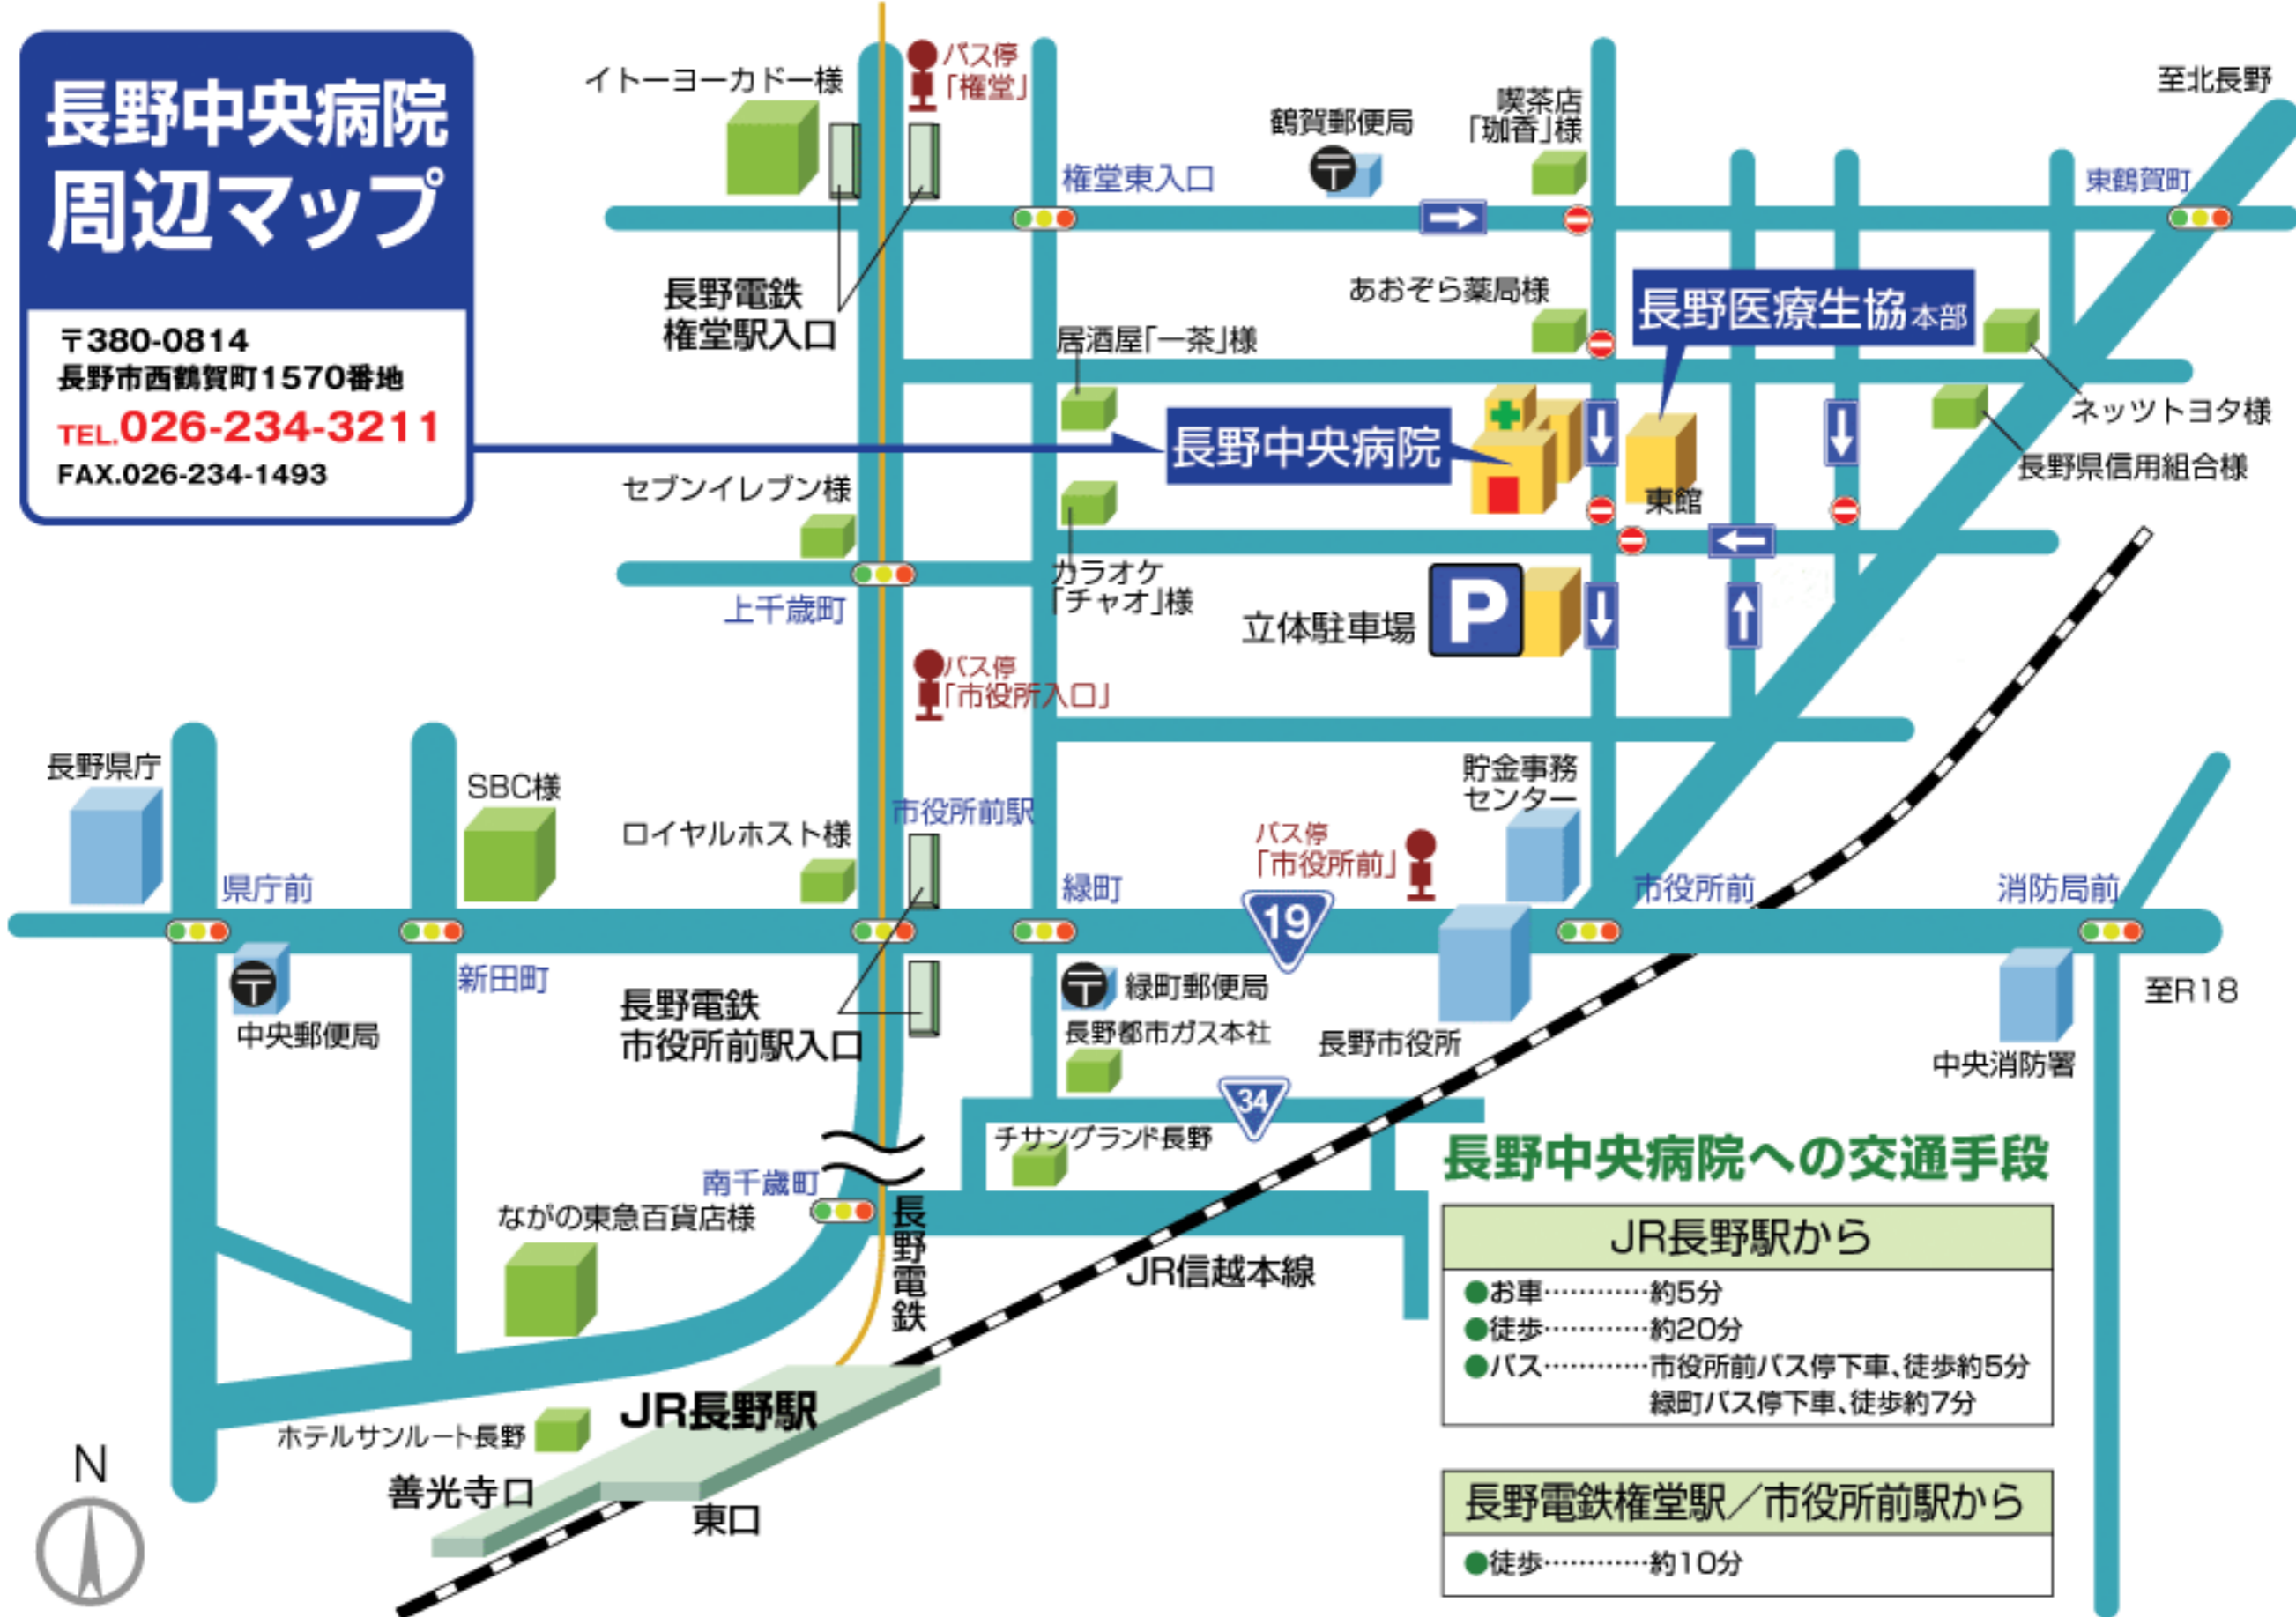 長野中央病院
周辺マップ
〒380-0814
長野市西鶴賀町1570番地
TEL.026-234-3211
FAX.026-234-1493
イトーヨーカドー様
バス停
「権堂」
権堂東入口
鶴賀郵便局
喫茶店
「珈香」様
至北長野
東鶴賀町
長野電鉄
権堂駅入口
あおぞら薬局様
長野医療生協本部
居酒屋「一茶」様
ネッツトヨタ様
長野県信用組合様
長野中央病院
東館
セブンイレブン様
上千歳町
カラオケ
「チャオ」様
立体駐車場
P
バス停
「市役所入口」
長野県庁
SBC様
ロイヤルホスト様
市役所前駅
バス停
「市役所前」
貯金事務
センター
県庁前
緑町
19
市役所前
消防局前
新田町
中央郵便局
長野電鉄
市役所前駅入口
緑町郵便局
長野都市ガス本社
長野市役所
至R18
中央消防署
34
チサングランド長野
南千歳町
ながの東急百貨店様
長野電鉄
JR信越本線
JR長野駅
ホテルサンルート長野
善光寺口
東口
N
長野中央病院への交通手段
JR長野駅から
●お車…………約5分
●徒歩…………約20分
●バス…………市役所前バス停下車、徒歩約5分
緑町バス停下車、徒歩約7分
長野電鉄権堂駅／市役所前駅から
●徒歩…………約10分